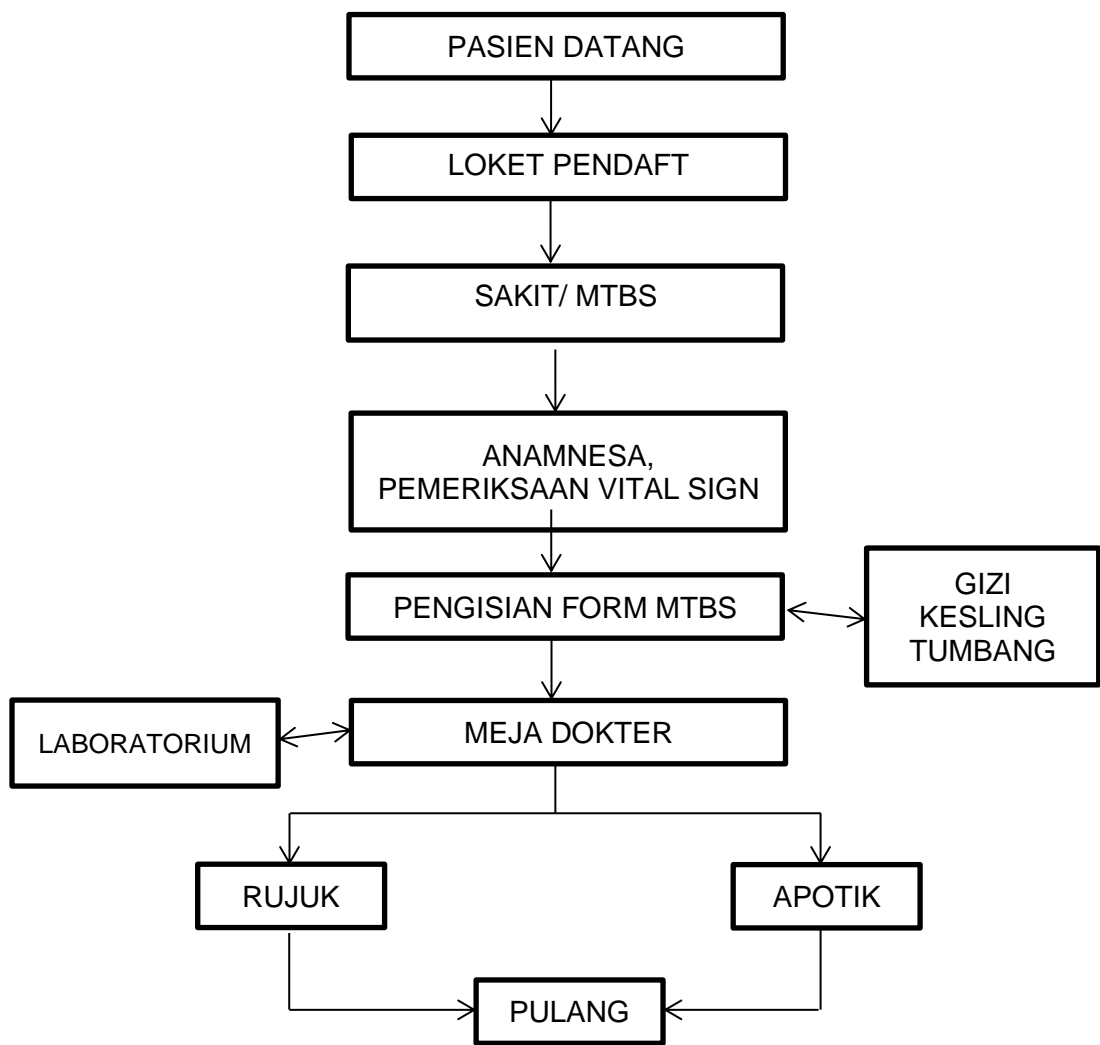 PASIEN DATANG
LOKET PENDAFT
SAKIT/ MTBS
ANAMNESA,
PEMERIKSAAN VITAL SIGN
PENGISIAN FORM MTBS
GIZI
KESLING
TUMBANG
LABORATORIUM
MEJA DOKTER
RUJUK
APOTIK
PULANG